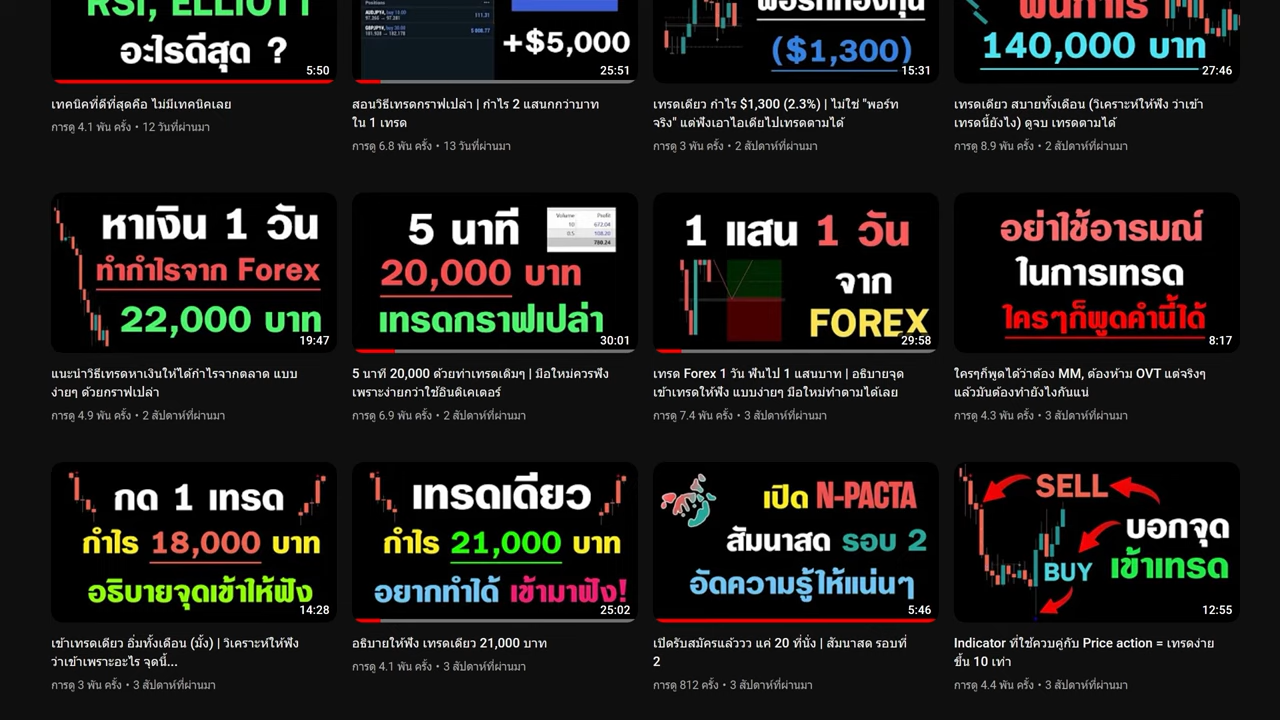 RSI, ELLIOTT
อะไรดีสุด ?
5:50
เทคนิคที่ดีที่สุดคือ ไม่มีเทคนิคเลย
การดู 4.1 พัน ครั้ง • 12 วันที่ผ่านมา
Positions
AUDJPY#, buy 10.00
111.21
GBPJPY#, buy 30.00
5 008.77
+$5,000
25:51
สอนวิธีเทรดกราฟเปล่า | กำไร 2 แสนกกว่าบาท
ใน 1 เทรด
การดู 6.8 พัน ครั้ง • 13 วันที่ผ่านมา
พอร์ทกองทุน
($1,300)
15:31
เทรดเดียว กำไร $1,300 (2.3%) | ไม่ใช่ "พอร์ท
จริง" แต่ฟังเอาไอเดียไปเทรดตามได้
การดู 3 พัน ครั้ง • 2 สัปดาห์ที่ผ่านมา
ฟันกำไร
140,000 บาท
27:46
เทรดเดียว สบายทั้งเดือน (วิเคราะห์ให้ฟัง ว่าเข้า
เทรดนี้ยังไง) ดูจบ เทรดตามได้
การดู 8.9 พัน ครั้ง • 2 สัปดาห์ที่ผ่านมา
หาเงิน 1 วัน
ทำกำไรจาก Forex
22,000 บาท
19:47
แนะนำวิธีเทรดหาเงินให้ได้กำไรจากตลาด แบบ
ง่ายๆ ด้วยกราฟเปล่า
การดู 4.9 พัน ครั้ง • 2 สัปดาห์ที่ผ่านมา
5 นาที
Volume Profit
10 672.04
0.5 108.20
780.24
20,000 บาท
เทรดกราฟเปล่า
30:01
5 นาที 20,000 ด้วยท่าเทรดเดิมๆ | มือใหม่ควรฟัง
เพราะง่ายกว่าใช้อินดิเคเตอร์
การดู 6.9 พัน ครั้ง • 2 สัปดาห์ที่ผ่านมา
1 แสน 1 วัน
จาก
FOREX
29:58
เทรด Forex 1 วัน ฟันไป 1 แสนบาท | อธิบายจุด
เข้าเทรดให้ฟัง แบบง่ายๆ มือใหม่ทำตามได้เลย
การดู 7.4 พัน ครั้ง • 3 สัปดาห์ที่ผ่านมา
อย่าใช้อารมณ์
ในการเทรด
ใครๆก็พูดคำนี้ได้
8:17
ใครๆก็พูดได้ว่าต้อง MM, ต้องห้าม OVT แต่จริงๆ
แล้วมันต้องทำยังไงกันแน่
การดู 4.3 พัน ครั้ง • 3 สัปดาห์ที่ผ่านมา
กด 1 เทรด
กำไร 18,000 บาท
อธิบายจุดเข้าให้ฟัง
14:28
เข้าเทรดเดียว อิ่มทั้งเดือน (มั้ง) | วิเคราะห์ให้ฟัง
ว่าเข้าเพราะอะไร จุดนี้...
การดู 3 พัน ครั้ง • 3 สัปดาห์ที่ผ่านมา
เทรดเดียว
กำไร 21,000 บาท
อยากทำได้ เข้ามาฟัง!
25:02
อธิบายให้ฟัง เทรดเดียว 21,000 บาท
การดู 4.1 พัน ครั้ง • 3 สัปดาห์ที่ผ่านมา
เปิด N-PACTA
สัมนาสด รอบ 2
อัดความรู้ให้แน่นๆ
5:46
เปิดรับสมัครแล้ววว แค่ 20 ที่นั่ง | สัมนาสด รอบที่
2
การดู 812 ครั้ง • 3 สัปดาห์ที่ผ่านมา
SELL
บอกจุด
BUY เข้าเทรด
12:55
Indicator ที่ใช้ควบคู่กับ Price action = เทรดง่าย
ขึ้น 10 เท่า
การดู 4.4 พัน ครั้ง • 3 สัปดาห์ที่ผ่านมา